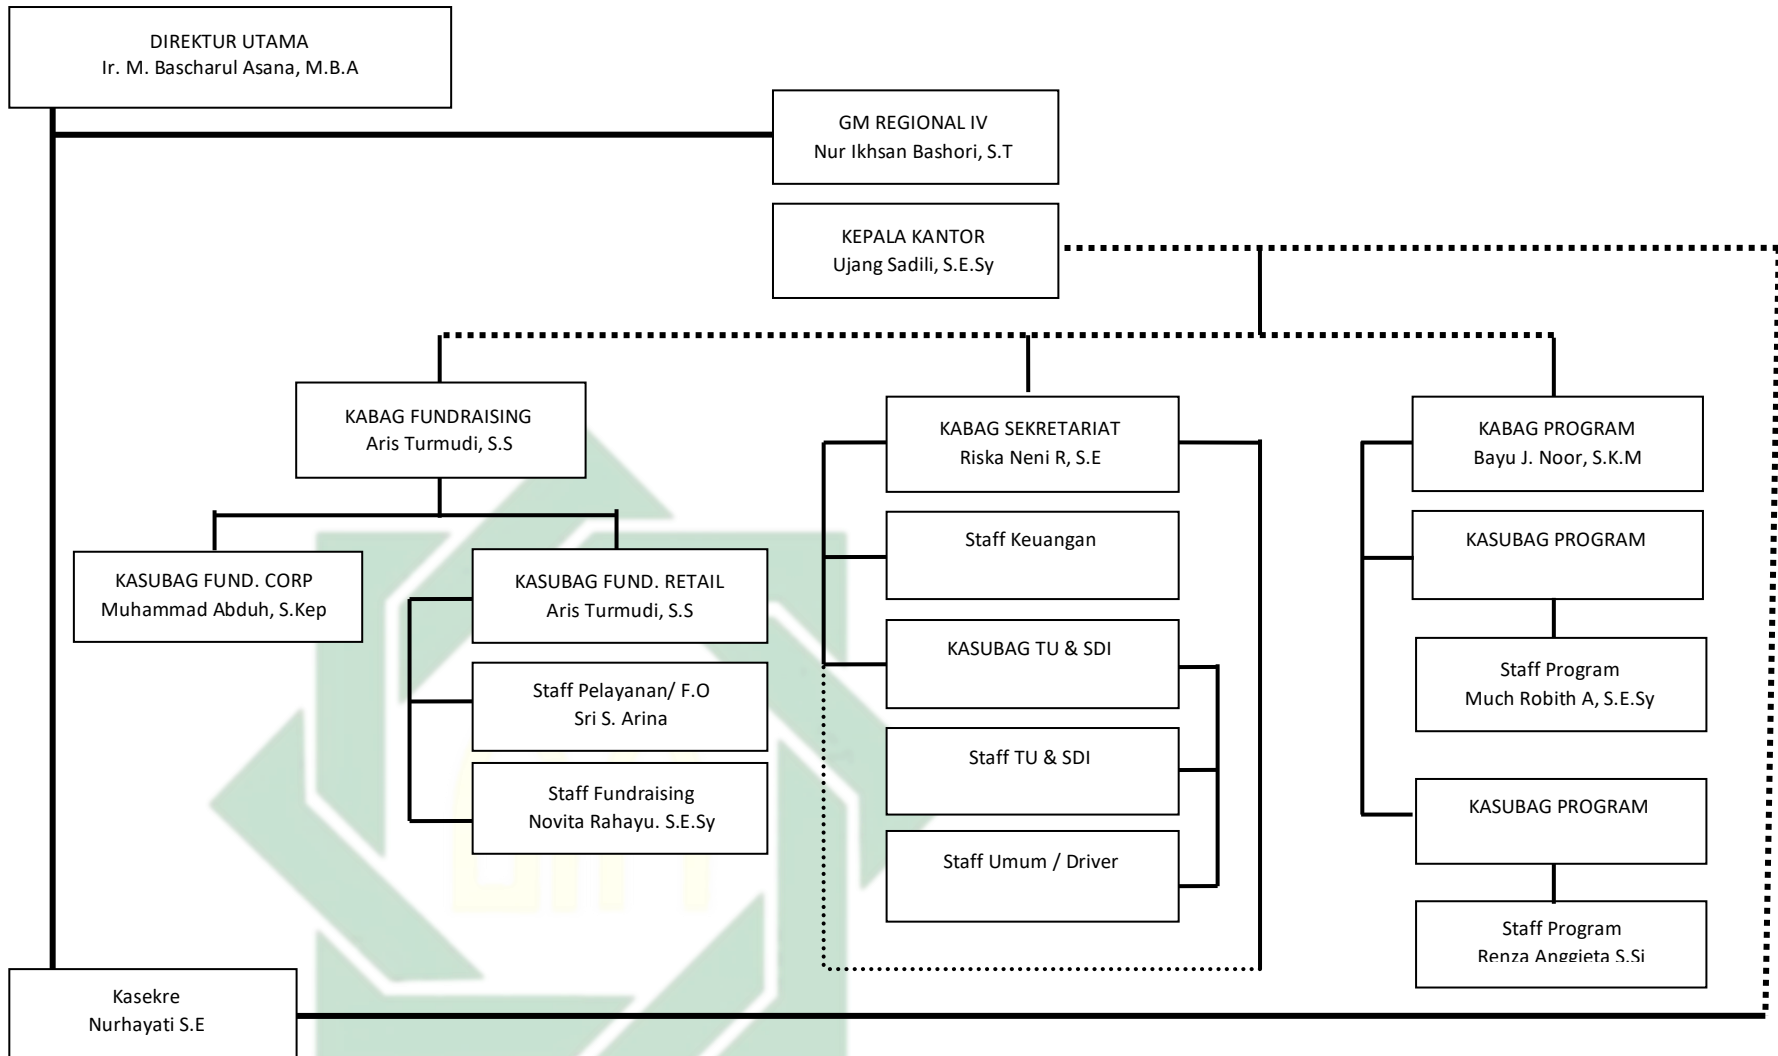 DIREKTUR UTAMA
Ir. M. Bascharul Asana, M.B.A
GM REGIONAL IV
Nur Ikhsan Bashori, S.T
KEPALA KANTOR
Ujang Sadili, S.E.Sy
KABAG FUNDRAISING
Aris Turmudi, S.S
KASUBAG FUND. CORP
Muhammad Abduh, S.Kep
KASUBAG FUND. RETAIL
Aris Turmudi, S.S
Staff Pelayanan/ F.O
Sri S. Arina
Staff Fundraising
Novita Rahayu. S.E.Sy
KABAG SEKRETARIAT
Riska Neni R, S.E
Staff Keuangan
KASUBAG TU & SDI
Staff TU & SDI
Staff Umum / Driver
KABAG PROGRAM
Bayu J. Noor, S.K.M
KASUBAG PROGRAM
Staff Program
Much Robith A, S.E.Sy
KASUBAG PROGRAM
Staff Program
Renza Anggieta S.Si
Kasekre
Nurhayati S.E